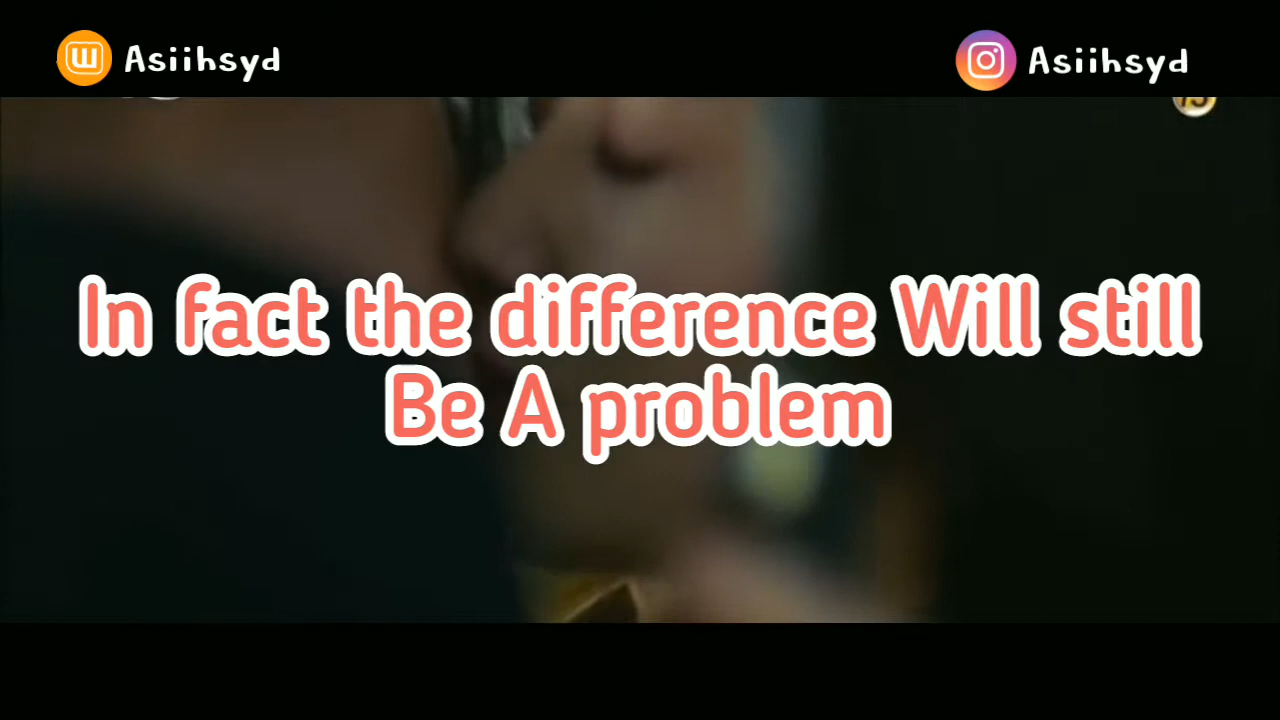 Asiihsyd
Asiihsyd
In fact the difference Will still
Be A problem